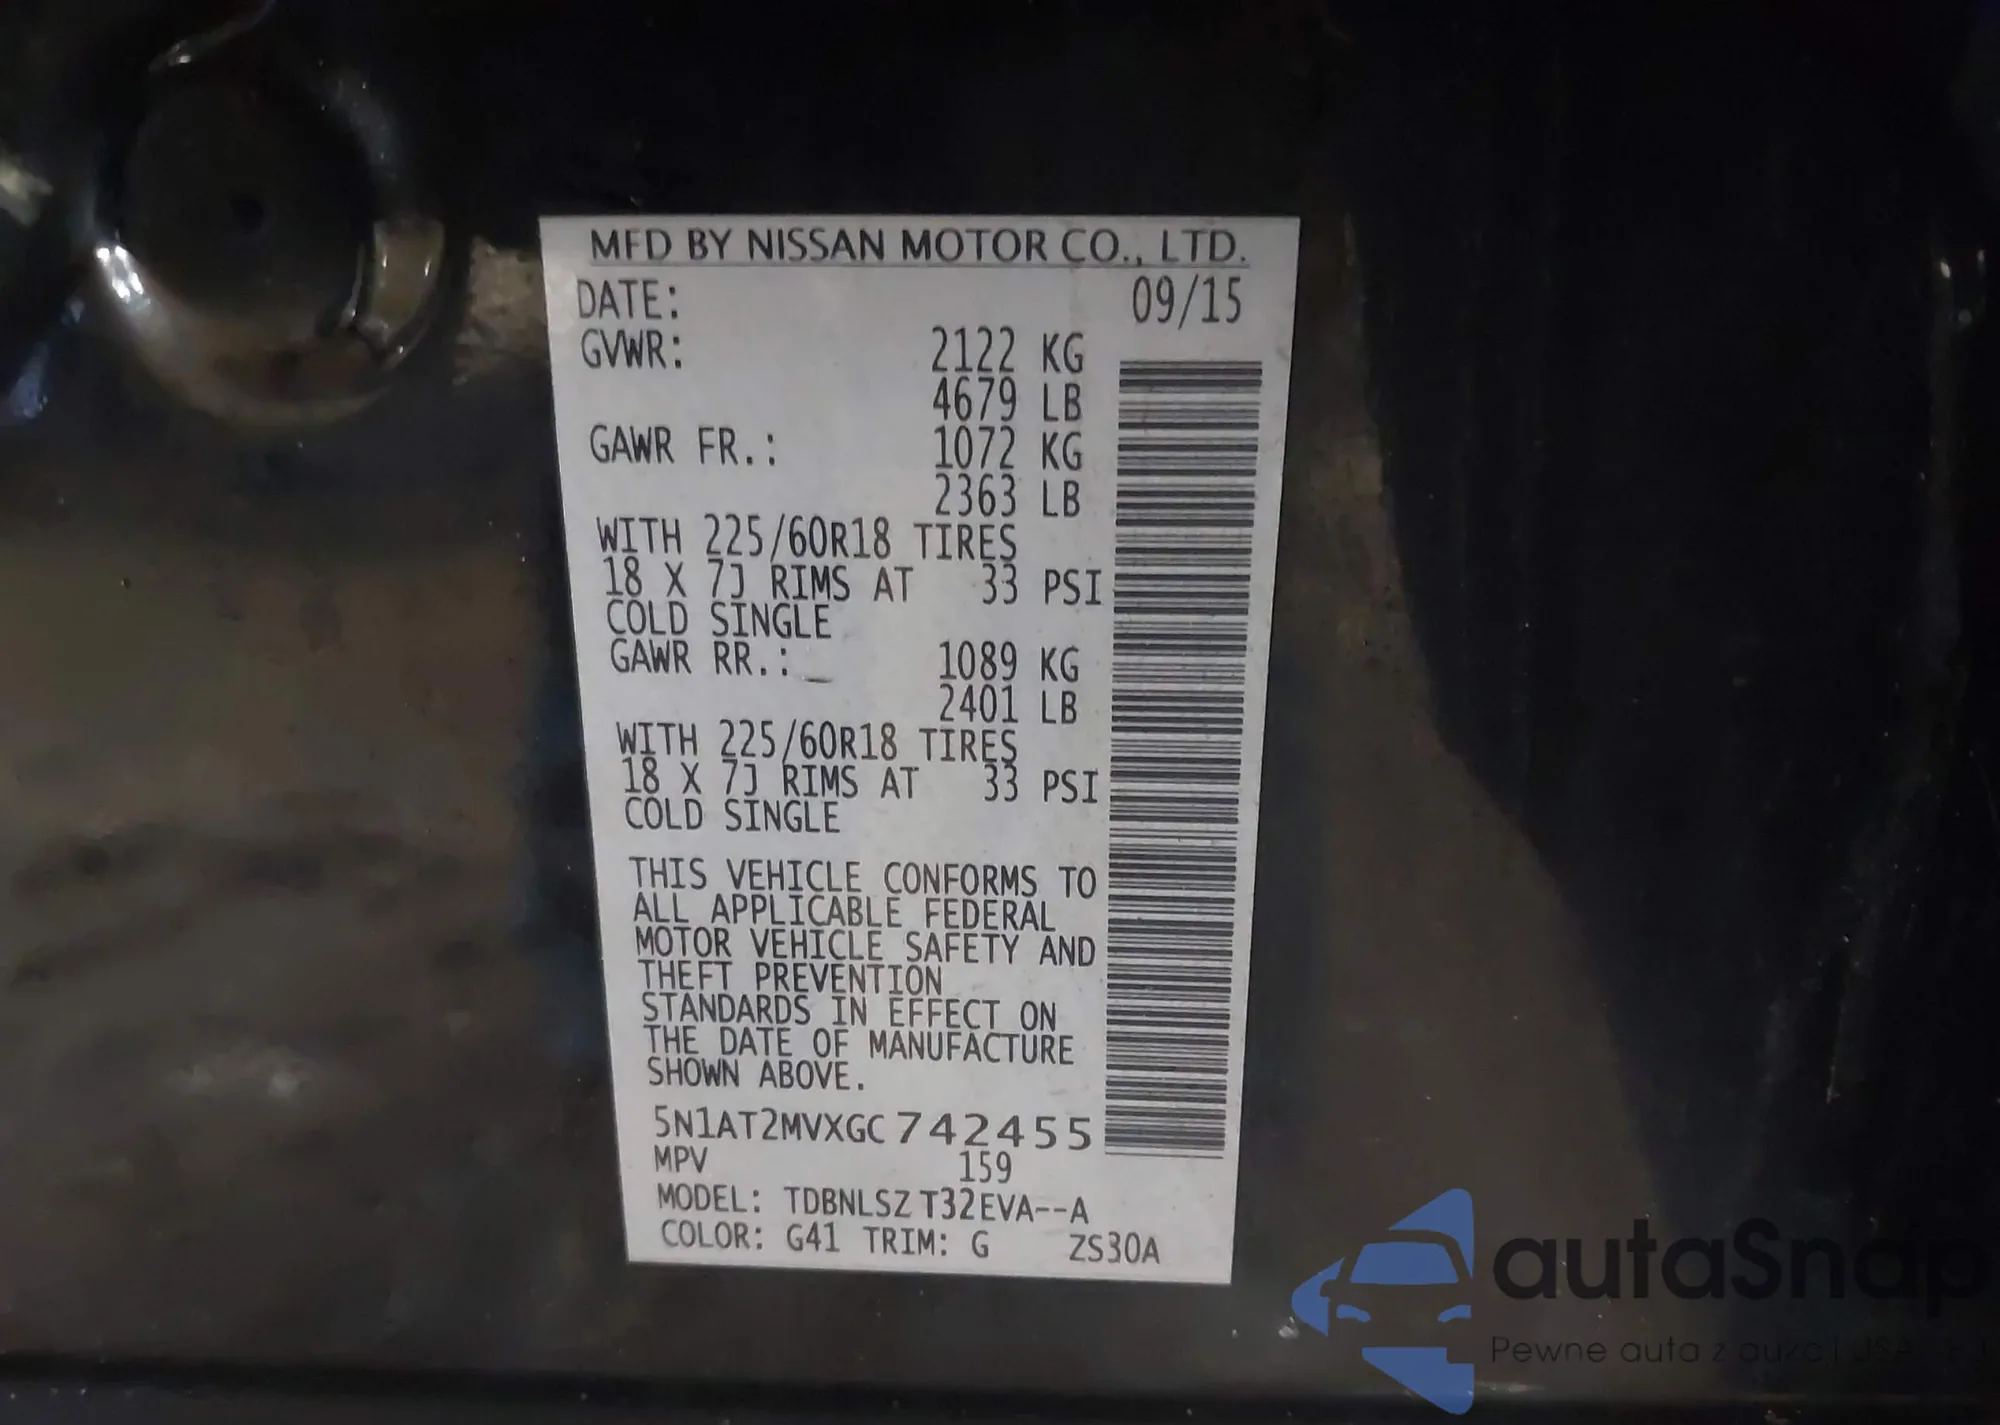 MFD BY NISSAN MOTOR CO., LTD.
DATE: 09/15
GVWR: 2122 KG
4679 LB
GAWR FR.: 1072 KG
2363 LB
WITH 225/60R18 TIRES
18 X 7J RIMS AT 33 PSI
COLD SINGLE
GAWR RR.: 1089 KG
2401 LB
WITH 225/60R18 TIRES
18 X 7J RIMS AT 33 PSI
COLD SINGLE
THIS VEHICLE CONFORMS TO
ALL APPLICABLE FEDERAL
MOTOR VEHICLE SAFETY AND
THEFT PREVENTION
STANDARDS IN EFFECT ON
THE DATE OF MANUFACTURE
SHOWN ABOVE.
5N1AT2MVXGC742455
MPV 159
MODEL: TDBNLSZ T32EVA--A
COLOR: G41 TRIM: G ZS30A
autaSnap
Pewne auta z aukcji USA